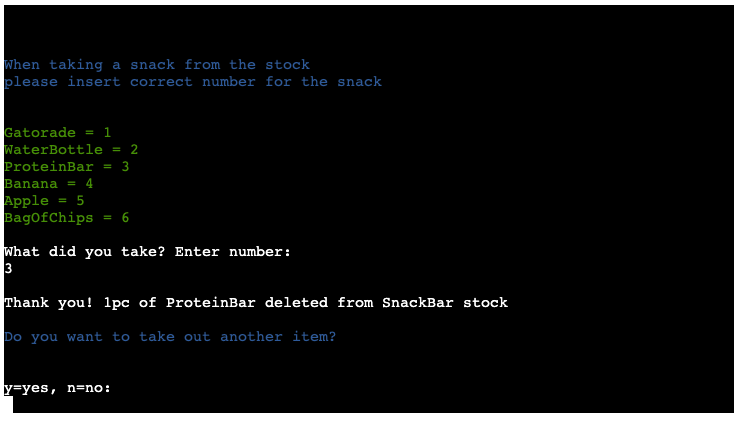 When taking a snack from the stock
please insert correct number for the snack
Gatorade = 1
WaterBottle = 2
ProteinBar = 3
Banana = 4
Apple = 5
BagOfChips = 6
What did you take? Enter number:
3
Thank you! 1pc of ProteinBar deleted from SnackBar stock
Do you want to take out another item?
y=yes, n=no: